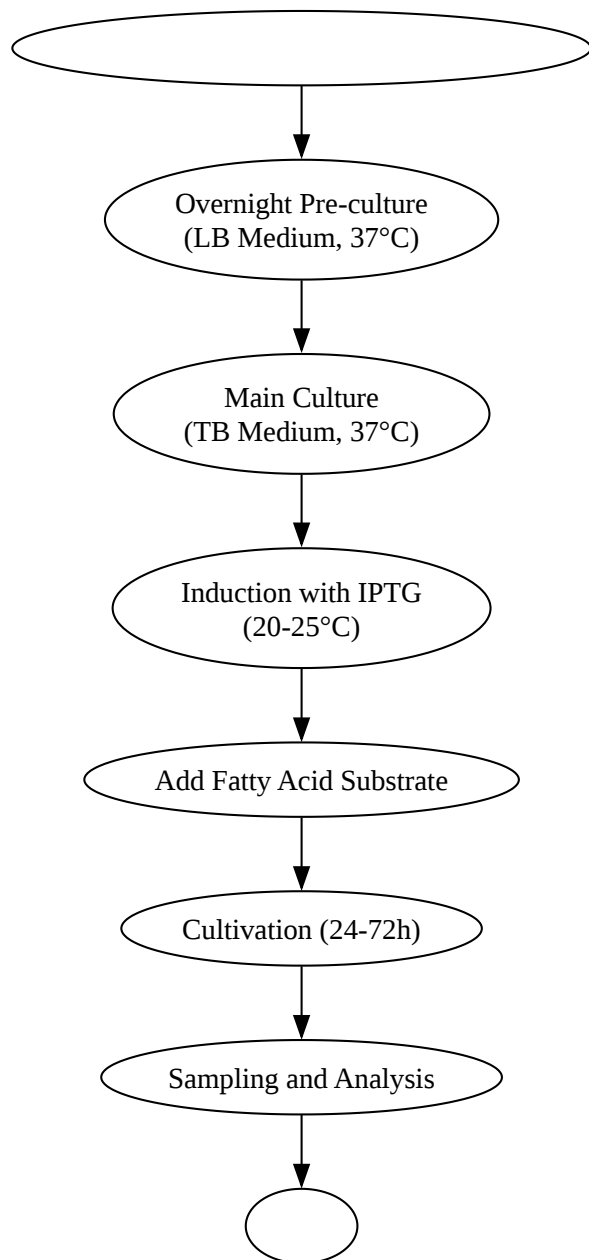 Overnight Pre-culture
(LB Medium, 37°C)
Main Culture
(TB Medium, 37°C)
Induction with IPTG
(20-25°C)
Add Fatty Acid Substrate
Cultivation (24-72h)
Sampling and Analysis